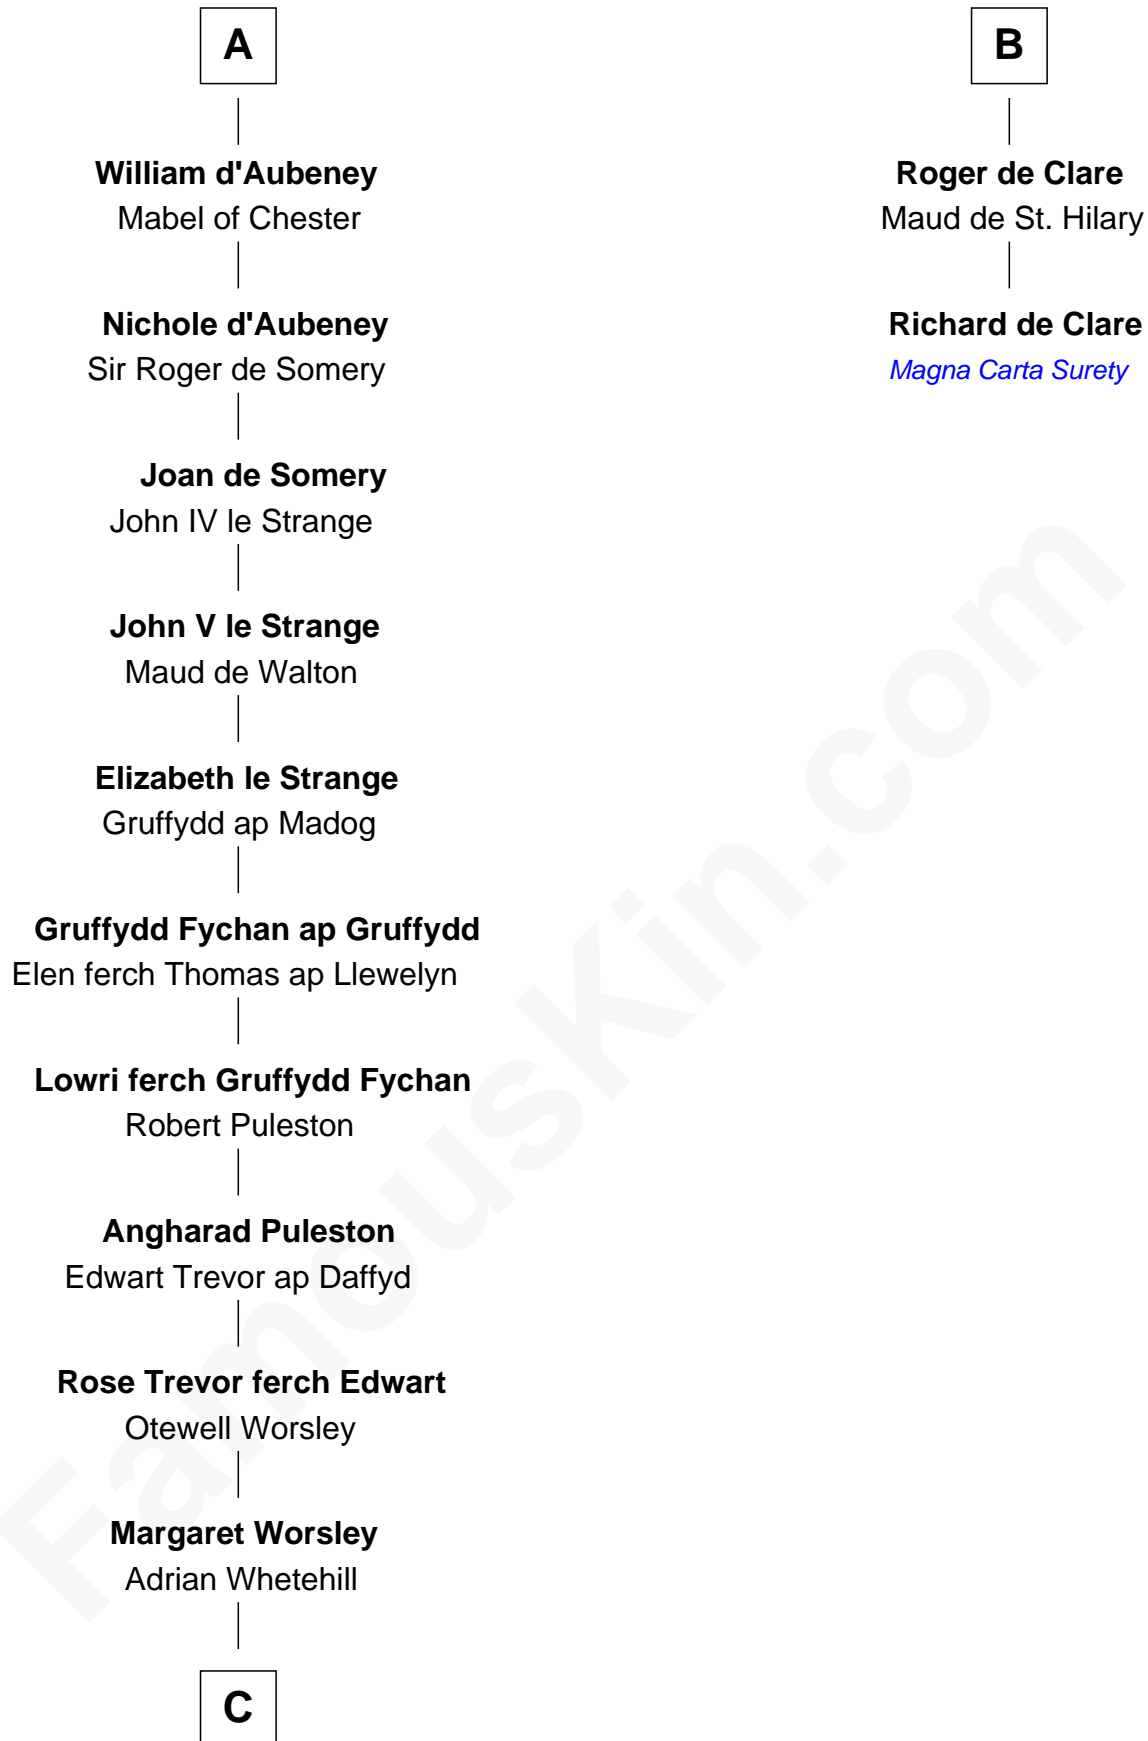 A
William d'Aubeney
Mabel of Chester
Nichole d'Aubeney
Sir Roger de Somery
Joan de Somery
John IV le Strange
John V le Strange
Maud de Walton
Elizabeth le Strange
Gruffydd ap Madog
Gruffydd Fychan ap Gruffydd
Elen ferch Thomas ap Llewelyn
Lowri ferch Gruffydd Fychan
Robert Puleston
Angharad Puleston
Edwart Trevor ap Daffyd
Rose Trevor ferch Edwart
Otewell Worsley
Margaret Worsley
Adrian Whetehill
C
B
Roger de Clare
Maud de St. Hilary
Richard de Clare
Magna Carta Surety
FamousKin.com